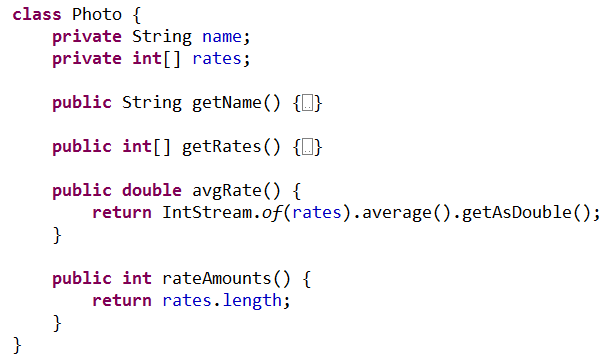 class Photo {
    private String name;
    private int[] rates;

    public String getName() {..}

    public int[] getRates() {..}

    public double avgRate() {
        return IntStream.of(rates).average().getAsDouble();
    }

    public int rateAmounts() {
        return rates.length;
    }
}